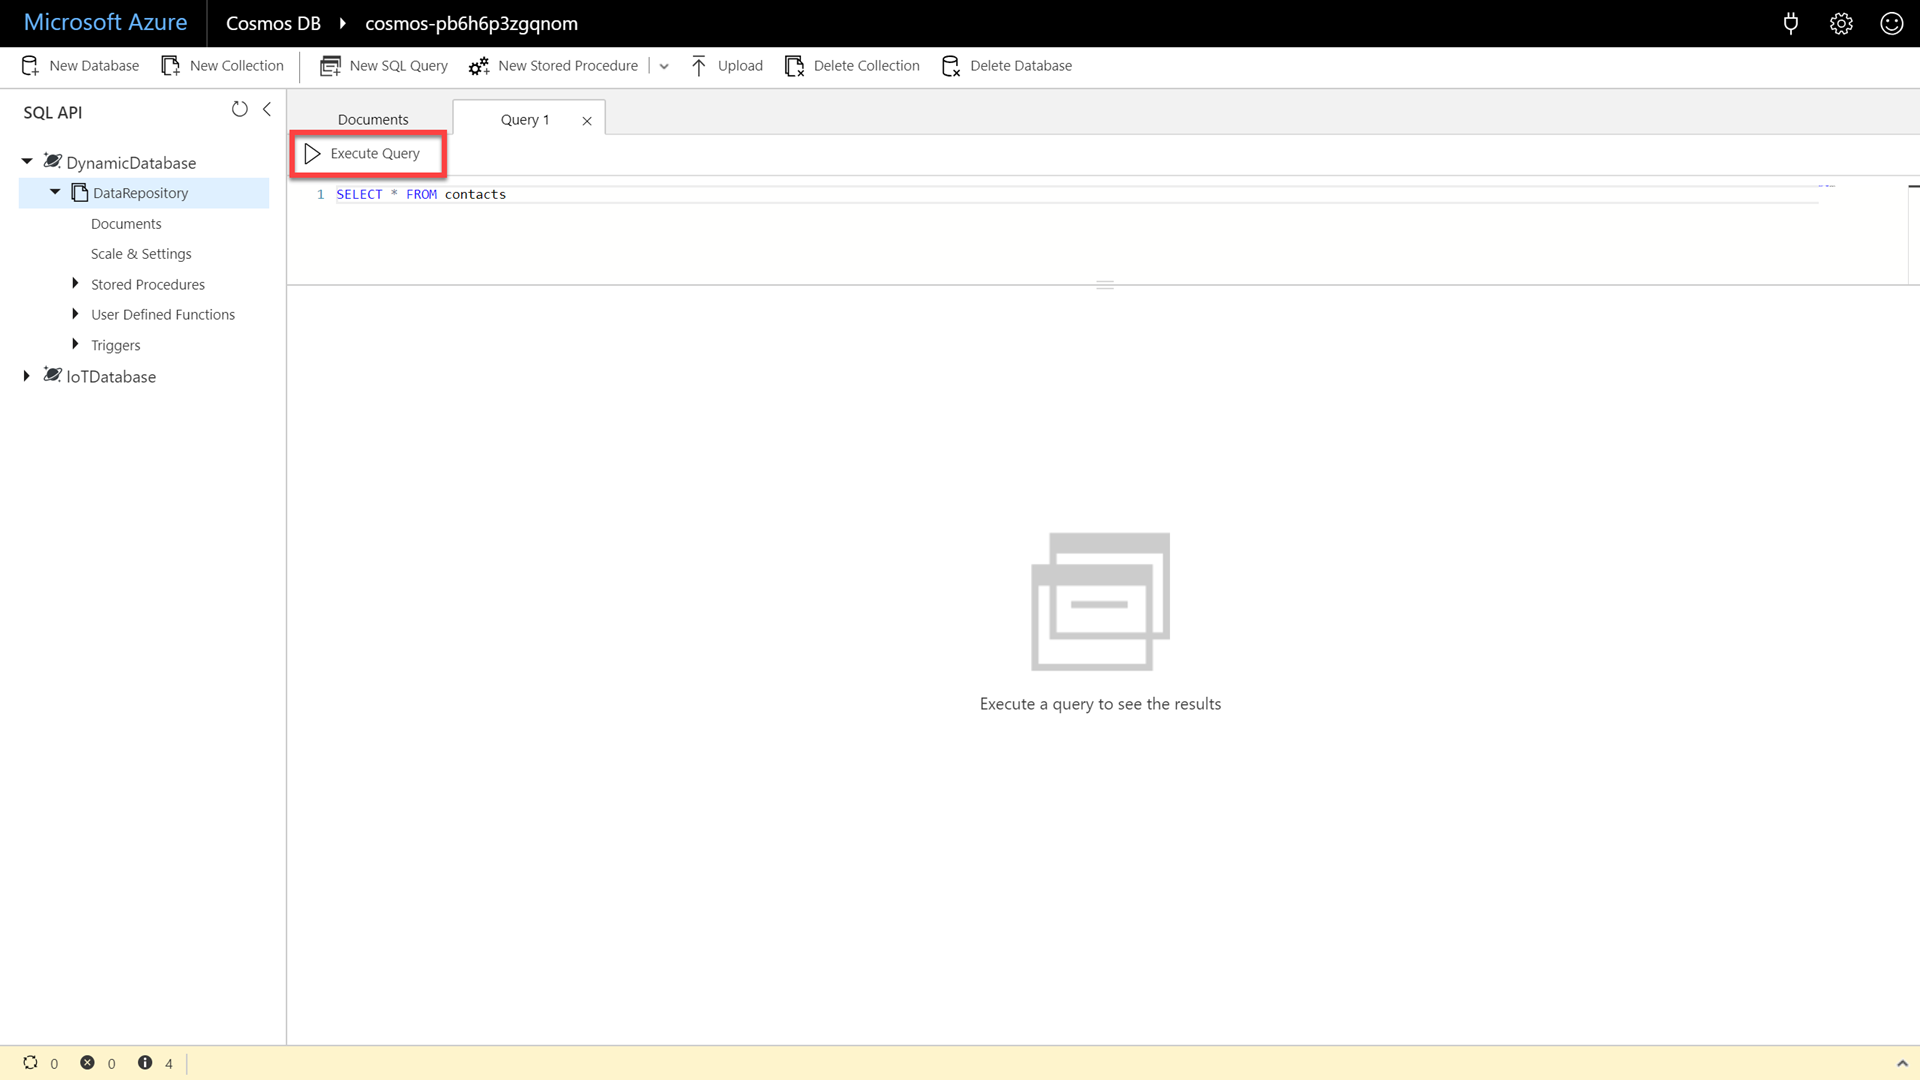 Microsoft Azure
Cosmos DB
cosmos-pb6h6p3zgqnom
New Database
New Collection
New SQL Query
New Stored Procedure
Upload
Delete Collection
Delete Database
SQL API
DynamicDatabase
DataRepository
Documents
Scale & Settings
Stored Procedures
User Defined Functions
Triggers
IoTDatabase
Documents
Query 1
Execute Query
1 SELECT * FROM contacts
Execute a query to see the results
0 0 4